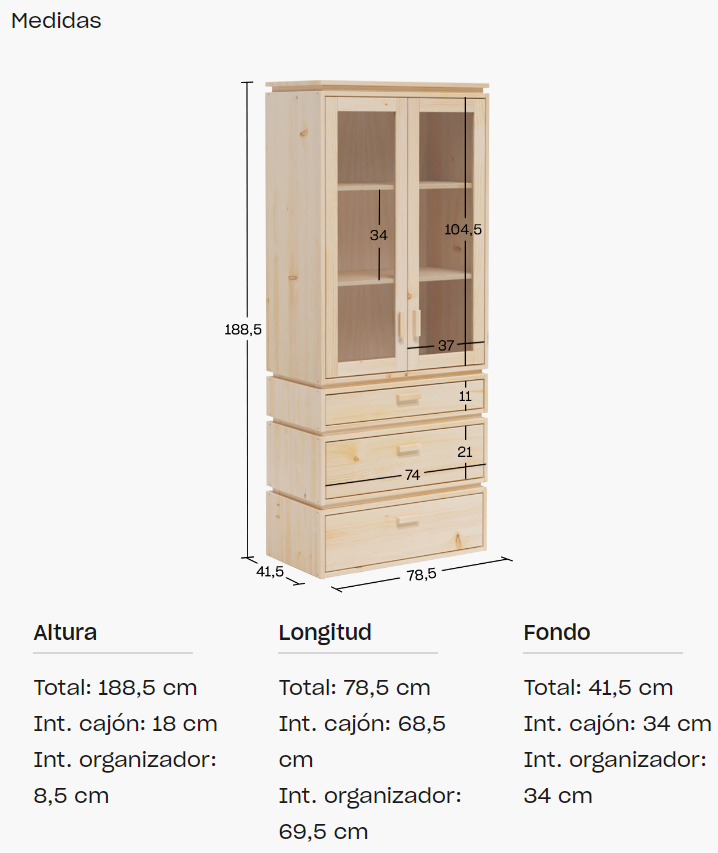 Medidas
188,5
34
104,5
37
11
21
74
41,5
78,5
Altura
Total: 188,5 cm
Int. cajón: 18 cm
Int. organizador:
8,5 cm
Longitud
Total: 78,5 cm
Int. cajón: 68,5
cm
Int. organizador:
69,5 cm
Fondo
Total: 41,5 cm
Int. cajón: 34 cm
Int. organizador:
34 cm